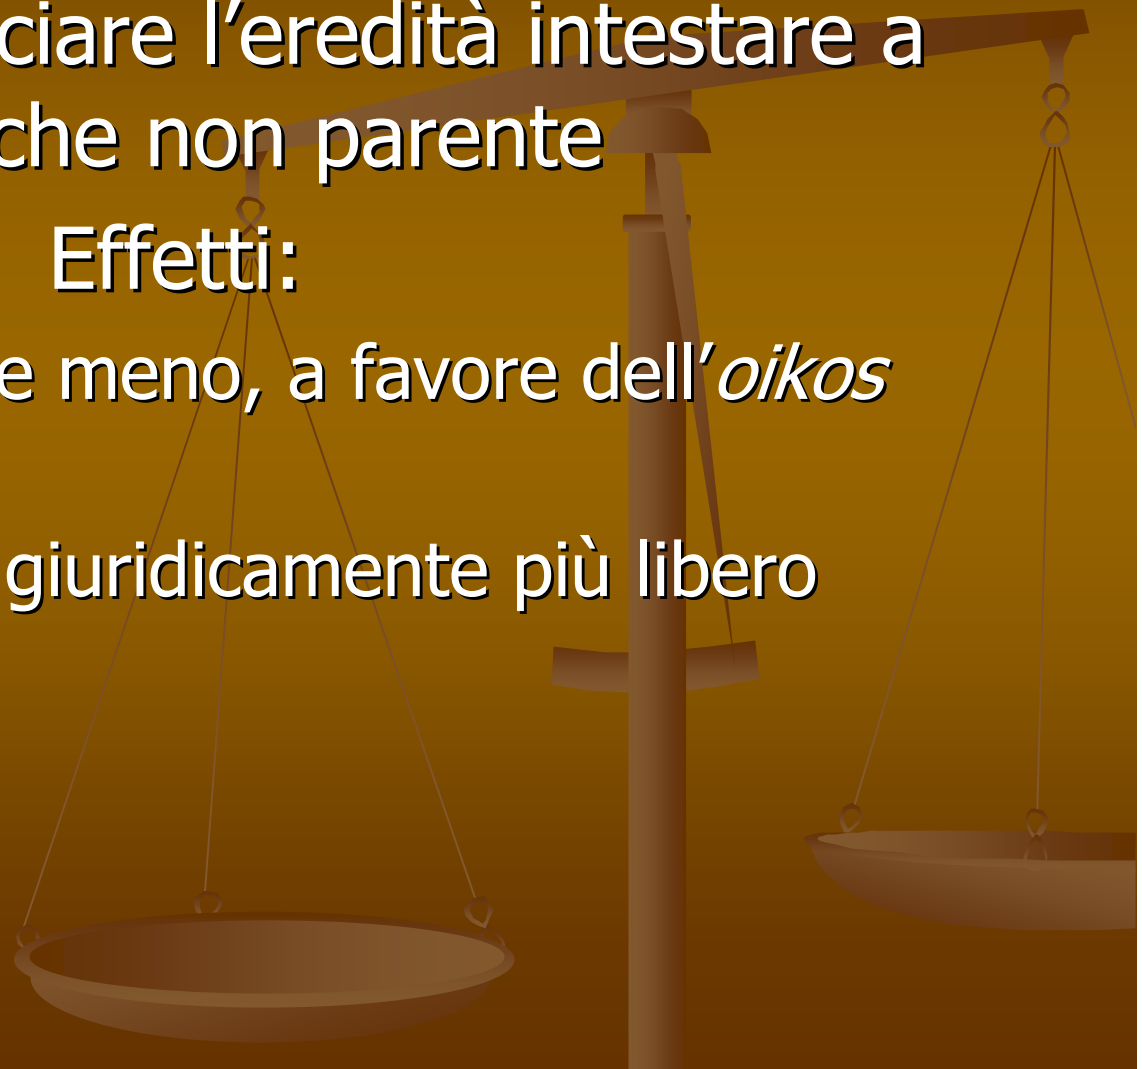 ciare l’eredità intestare a
che non parente
Effetti:
e meno, a favore dell’oikos
giuridicamente più libero